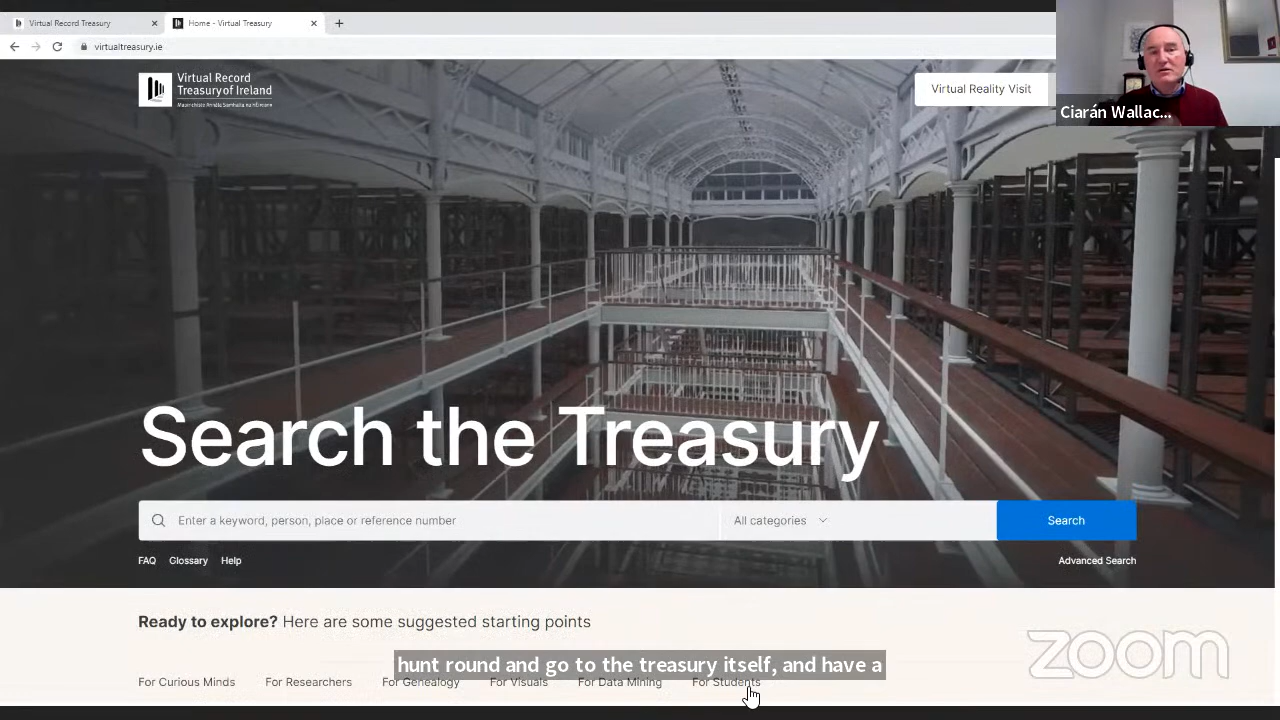 Virtual Record Treasury
Home - Virtual Treasury
virtualtreasury.ie
Virtual Record
Treasury of Ireland
Virtual Reality Visit
Ciarán Wallac...
Search the Treasury
Enter a keyword, person, place or reference number
All categories
Search
FAQ Glossary Help
Advanced Search
Ready to explore? Here are some suggested starting points
zoom
hunt round and go to the treasury itself, and have a
For Curious Minds For Researchers For Genealogy For Visuals For Data Mining For Students